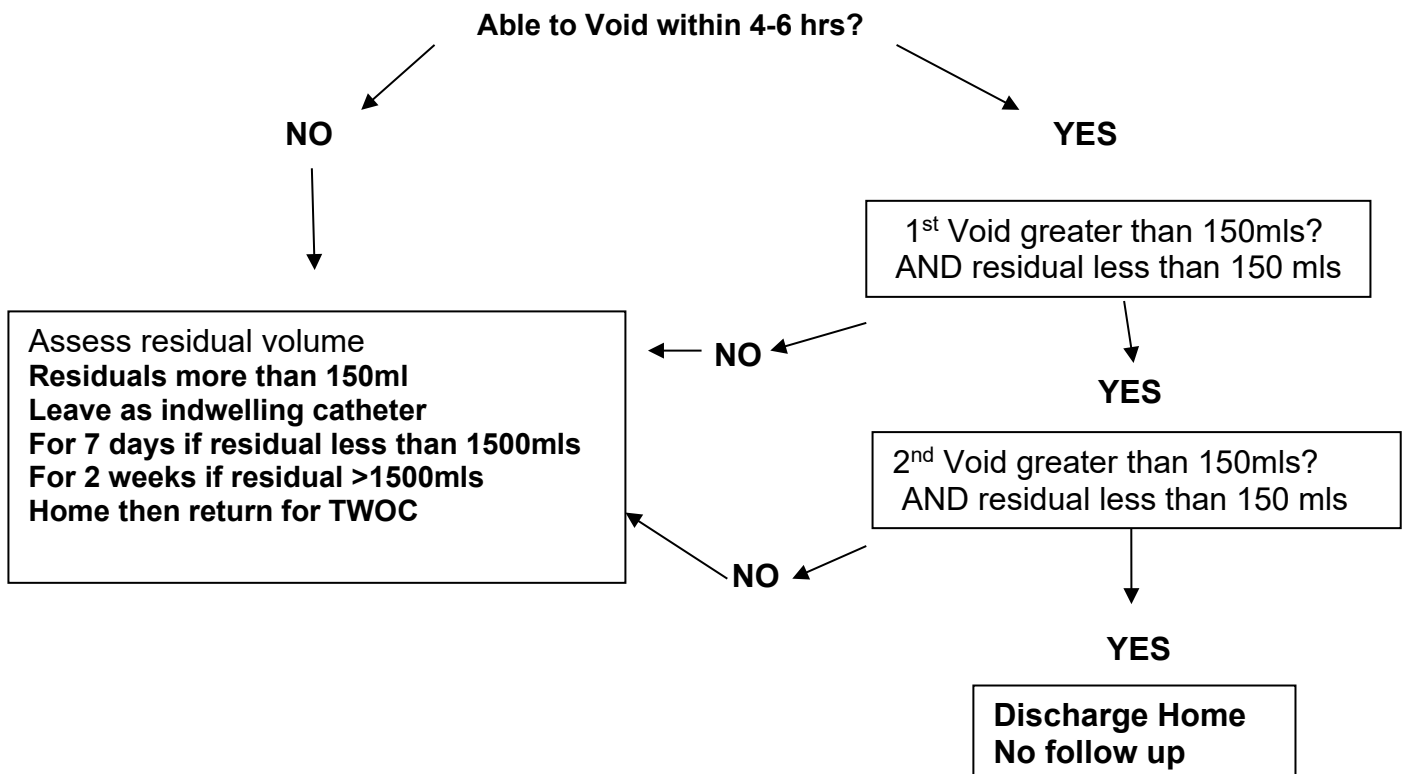 Able to Void within 4-6 hrs?
NO
YES
1st Void greater than 150mls?
AND residual less than 150 mls
NO
YES
Assess residual volume
Residuals more than 150ml
Leave as indwelling catheter
For 7 days if residual less than 1500mls
For 2 weeks if residual >1500mls
Home then return for TWOC
2nd Void greater than 150mls?
AND residual less than 150 mls
NO
YES
Discharge Home
No follow up